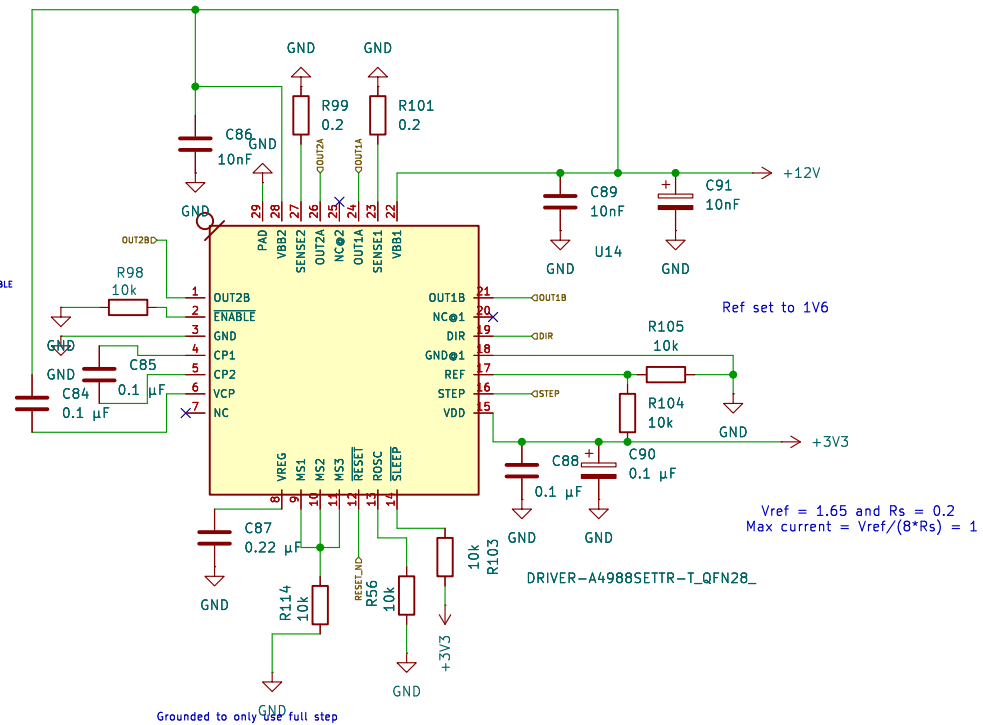 GND
GND
R99
0.2
R101
0.2
C86
10nF
GND
GND
OUT2A
OUT1A
+12V
C89
10nF
C91
10nF
+
GND
GND
U14
29
28
27
26
25
24
23
22
PAD
VBB2
SENSE2
OUT2A
NC@2
OUT1A
SENSE1
VBB1
OUT2B
BLE
R98
10k
GND
GND
C85
0.1 µF
C84
0.1 µF
1
2
3
4
5
6
7
OUT2B
ENABLE
GND
CP1
CP2
VCP
NC
OUT1B
NC@1
DIR
GND@1
REF
STEP
VDD
21
20
19
18
17
16
15
OUT1B
DIR
STEP
Ref set to 1V6
R105
10k
R104
10k
GND
+3V3
C88
0.1 µF
+
C90
0.1 µF
GND
GND
VREG
MS1
MS2
MS3
RESET
ROSC
SLEEP
8
9
10
11
12
13
14
C87
0.22 µF
GND
R114
10k
RESET_N
R56
10k
10k
R103
+3V3
GND
GND
Vref = 1.65 and Rs = 0.2
Max current = Vref/(8*Rs) = 1
DRIVER-A4988SETTR-T_QFN28_
Grounded to only use full step